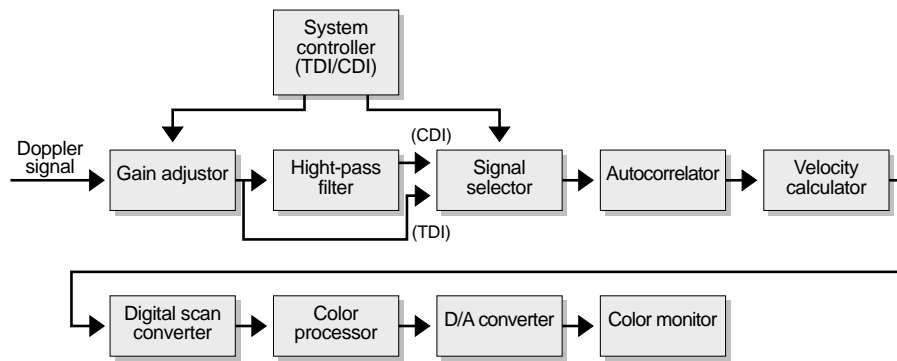 System
controller
(TDI/CDI)
Doppler
signal
Gain adjustor
Hight-pass
filter
(CDI)
(TDI)
Signal
selector
Autocorrelator
Velocity
calculator
Digital scan
converter
Color
processor
D/A converter
Color monitor